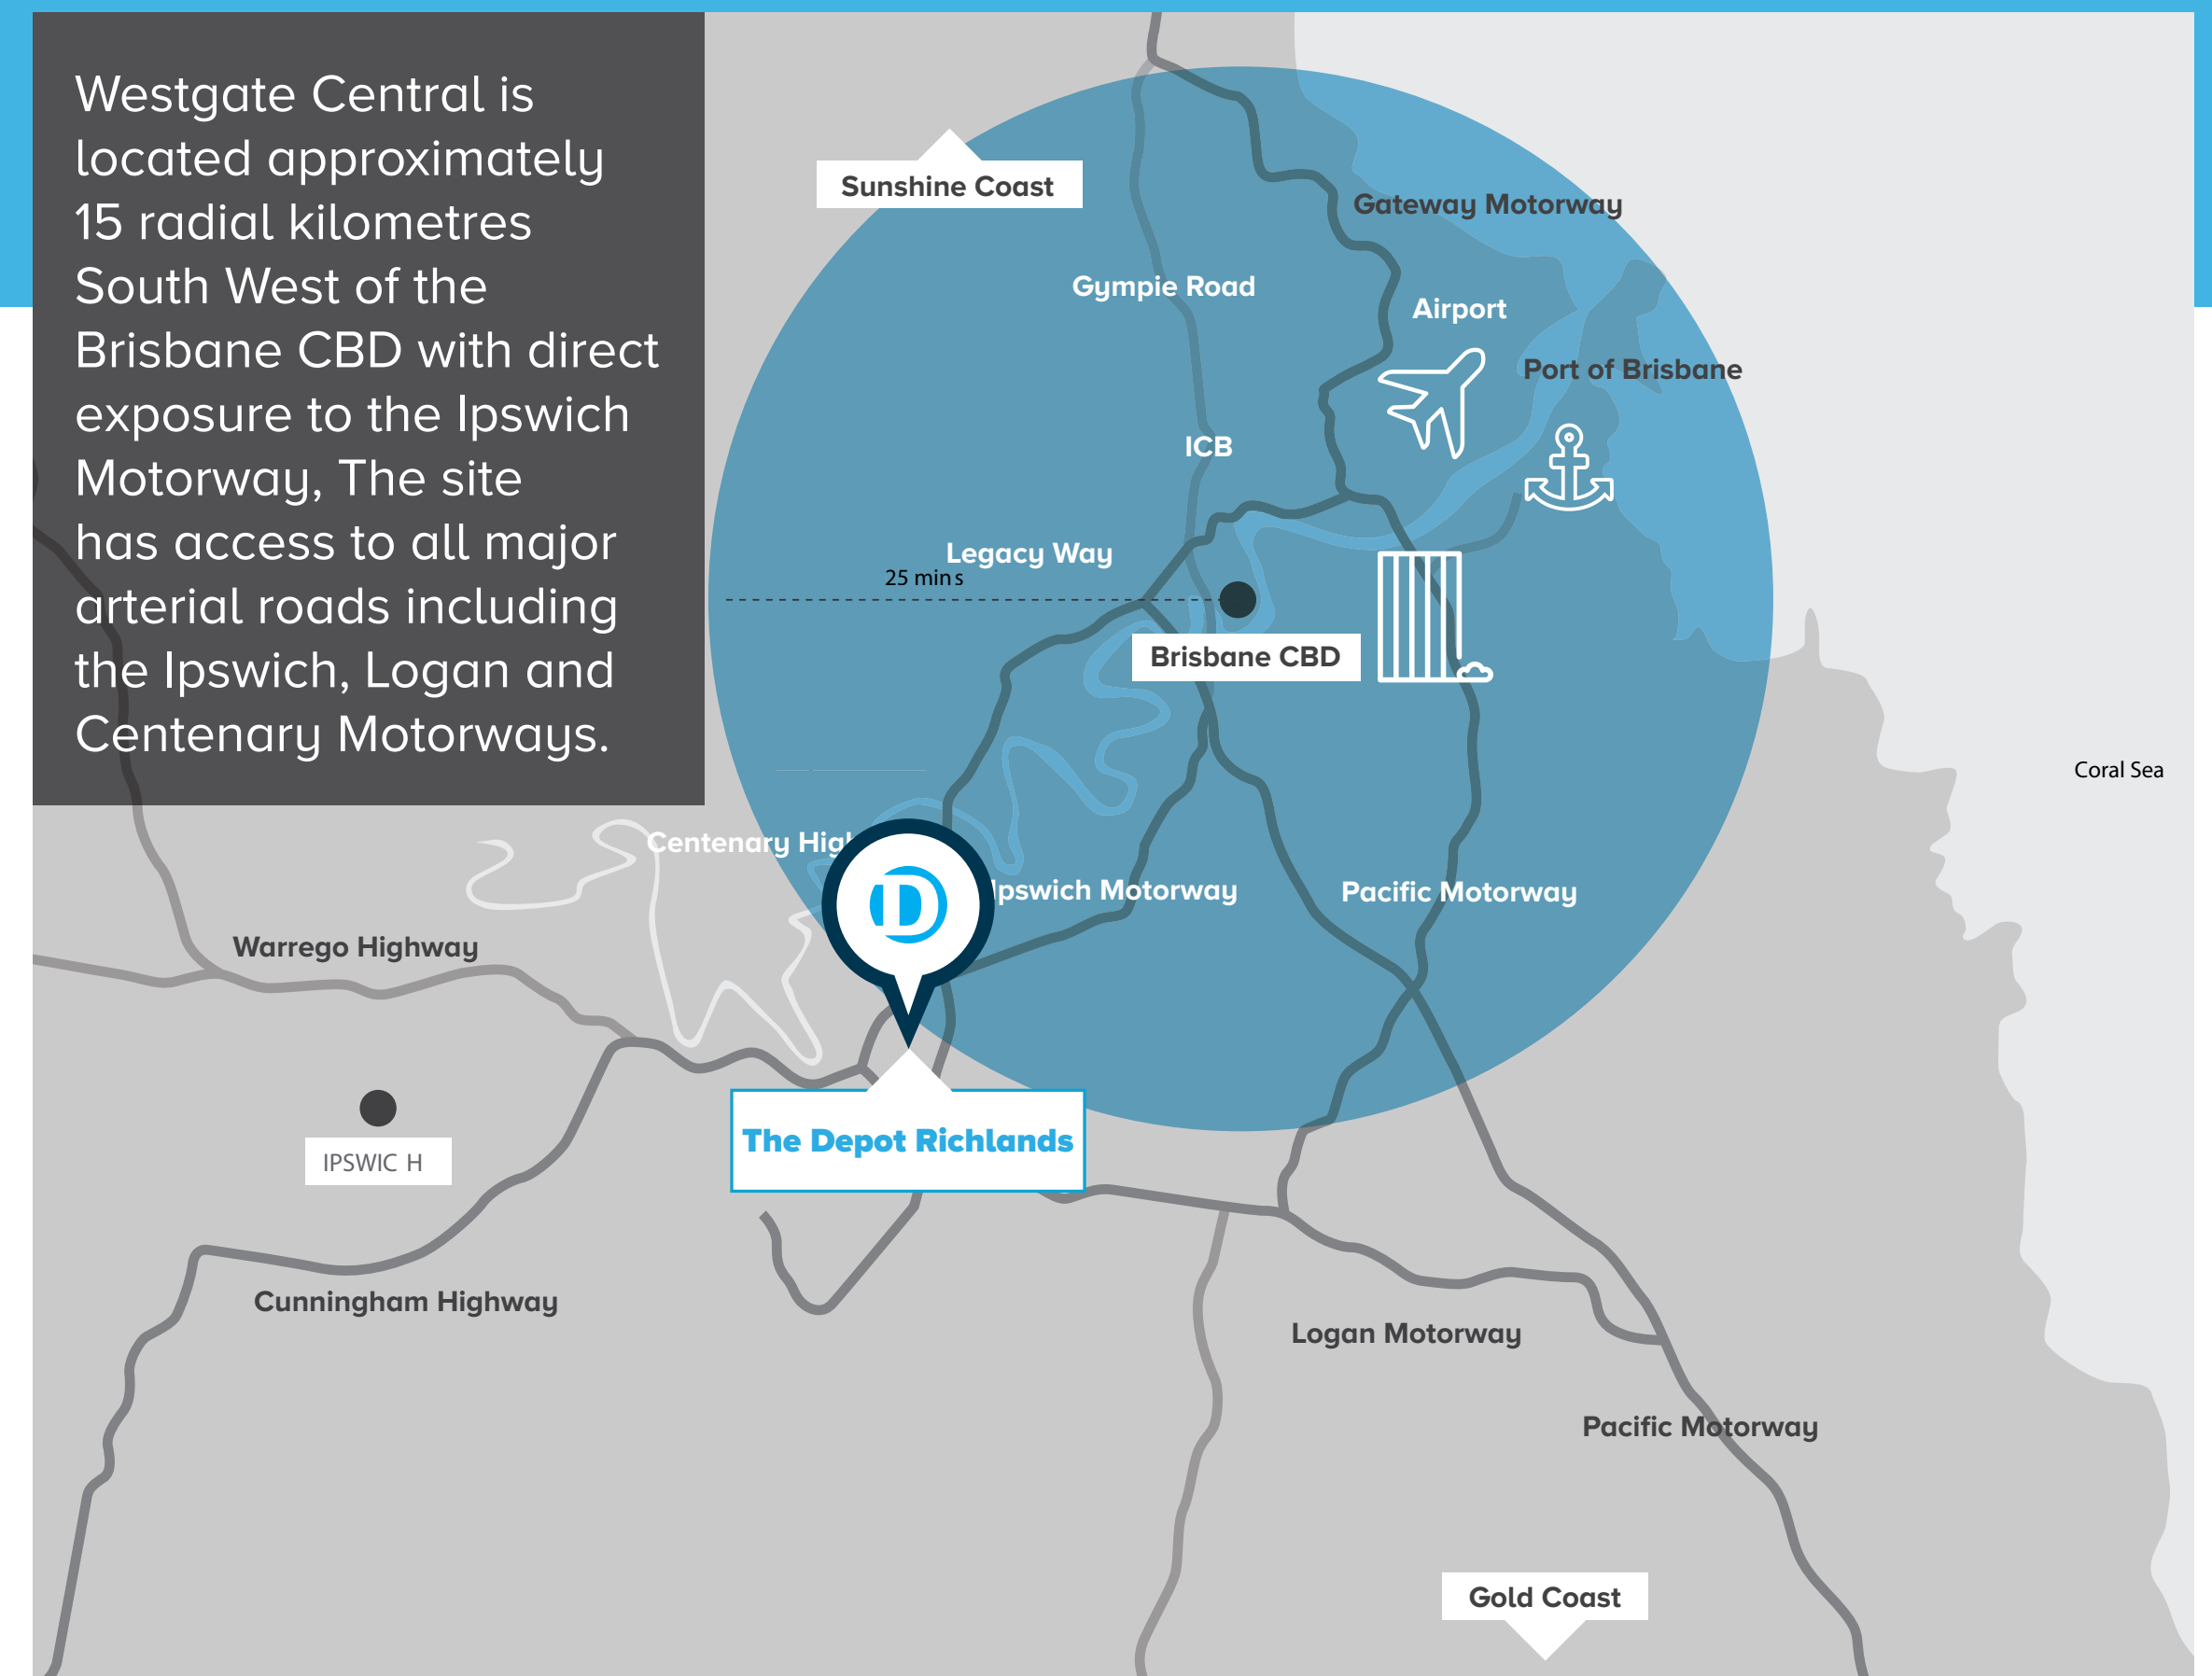 Westgate Central is
located approximately
15 radial kilometres
South West of the
Brisbane CBD with direct
exposure to the Ipswich
Motorway, The site
has access to all major
arterial roads including
the Ipswich, Logan and
Centenary Motorways.
Sunshine Coast
Gateway Motorway
Gympie Road
Airport
Port of Brisbane
ICB
Legacy Way
25 mins
Brisbane CBD
Coral Sea
Centenary High
D
Ipswich Motorway
Pacific Motorway
Warrego Highway
The Depot Richlands
IPSWIC H
Cunningham Highway
Logan Motorway
Pacific Motorway
Gold Coast